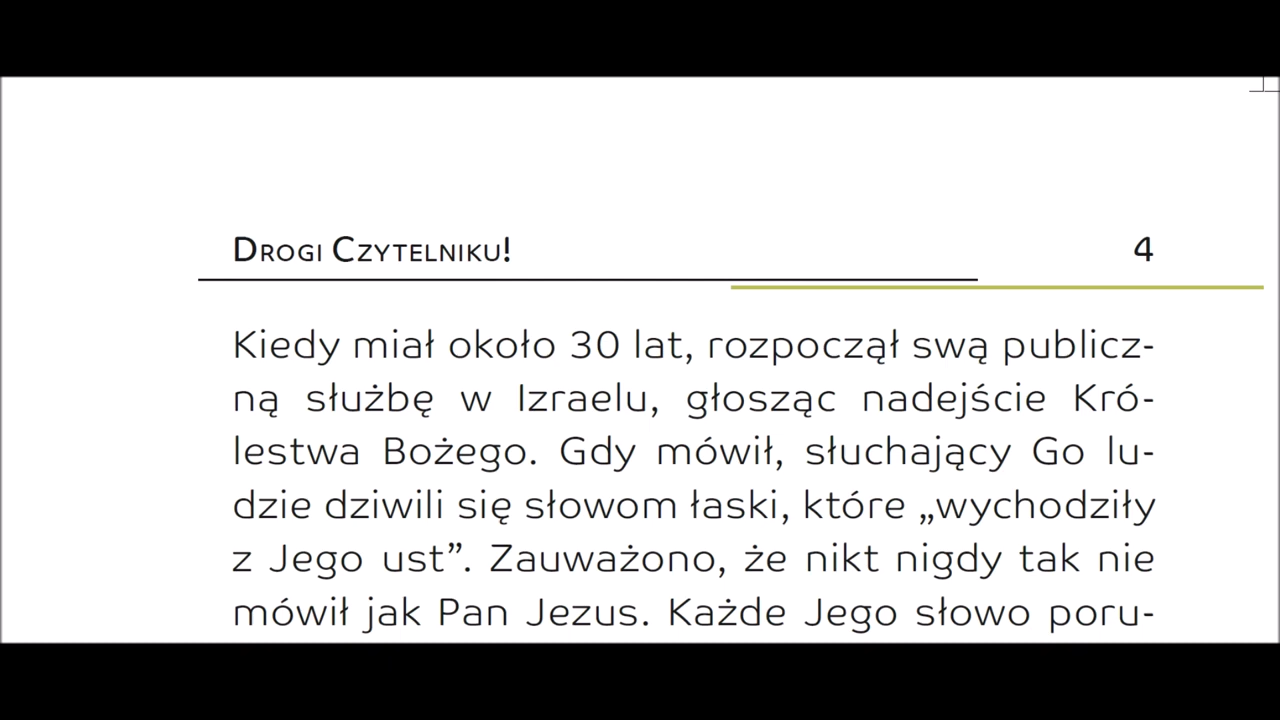 Drogi Czytelniku! 4
Kiedy miał około 30 lat, rozpoczął swą publicz-
ną służbę w Izraelu, głosząc nadejście Kró-
lestwa Bożego. Gdy mówił, słuchający Go lu-
dzie dziwili się słowom łaski, które „wychodziły
z Jego ust”. Zauważono, że nikt nigdy tak nie
mówił jak Pan Jezus. Każde Jego słowo poru-